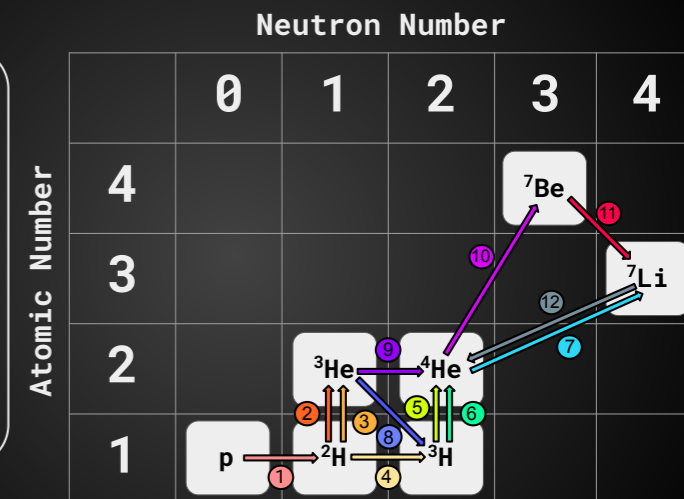 Neutron Number
0 1 2 3 4
Atomic Number
4 ⁷Be 11
10
3 ⁷Li
12
7
9
2 ³He ⁴He
2 3 5 6
8
1 p ²H ³H
1 4